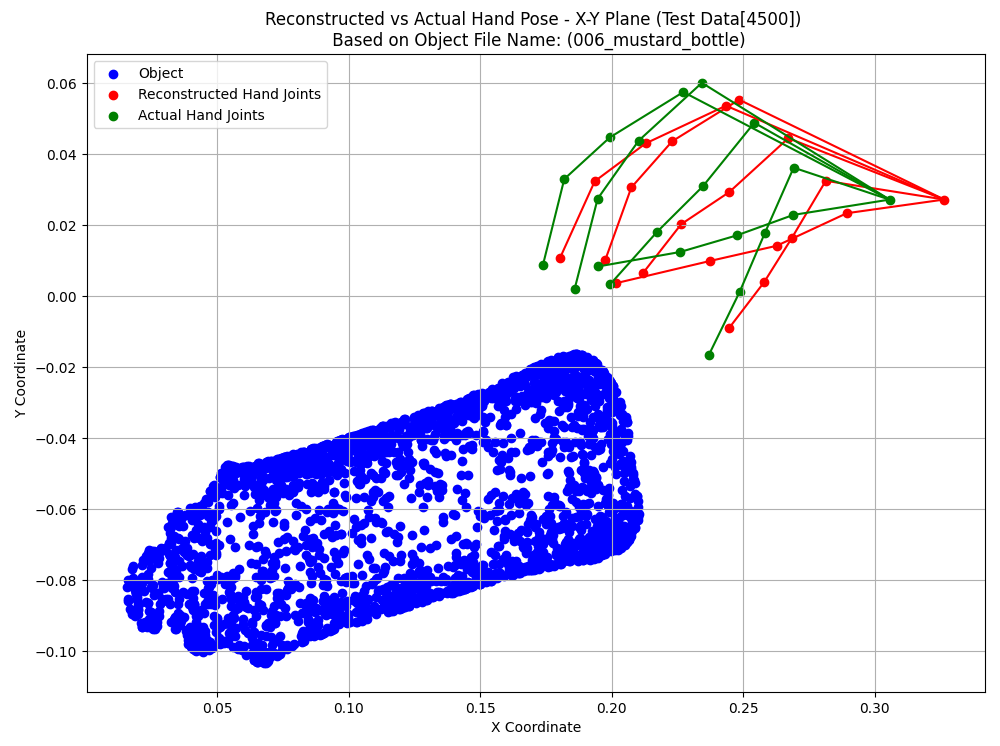 Reconstructed vs Actual Hand Pose - X-Y Plane (Test Data[4500])
Based on Object File Name: (006_mustard_bottle)
Object
Reconstructed Hand Joints
Actual Hand Joints
Y Coordinate
0.06
0.04
0.02
0.00
−0.02
−0.04
−0.06
−0.08
−0.10
0.05
0.10
0.15
0.20
0.25
0.30
X Coordinate